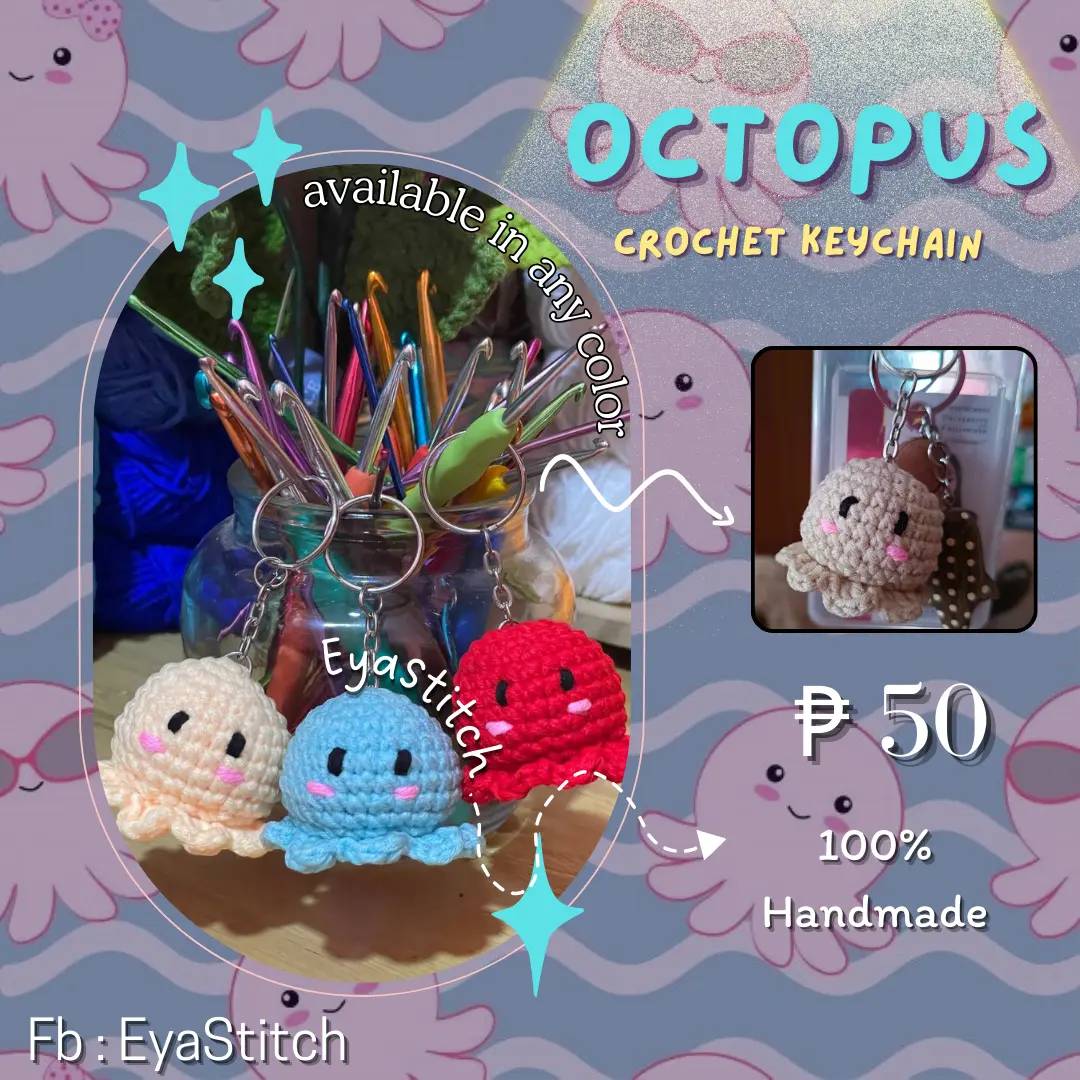 OCTOPUS
CROCHET KEYCHAIN
available in any color
EyaStitch
₱ 50
100%
Handmade
Fb : EyaStitch